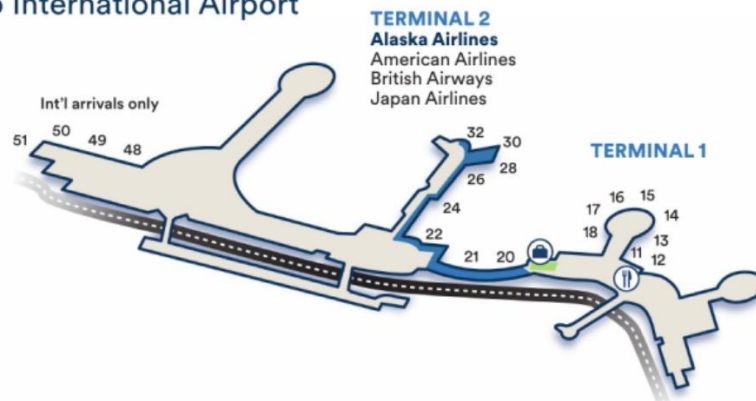 International Airport
TERMINAL 2
Alaska Airlines
American Airlines
British Airways
Japan Airlines
Int'l arrivals only
TERMINAL 1
51
50
49
48
32
30
28
26
24
22
21
20
17
16
15
14
18
13
11
12